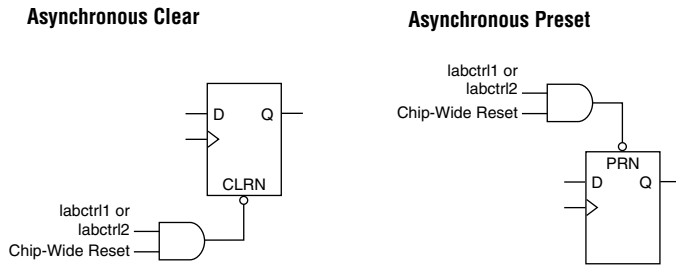 Asynchronous Clear
D Q
CLRN
labctrl1 or
labctrl2
Chip-Wide Reset
Asynchronous Preset
labctrl1 or
labctrl2
Chip-Wide Reset
PRN
D Q